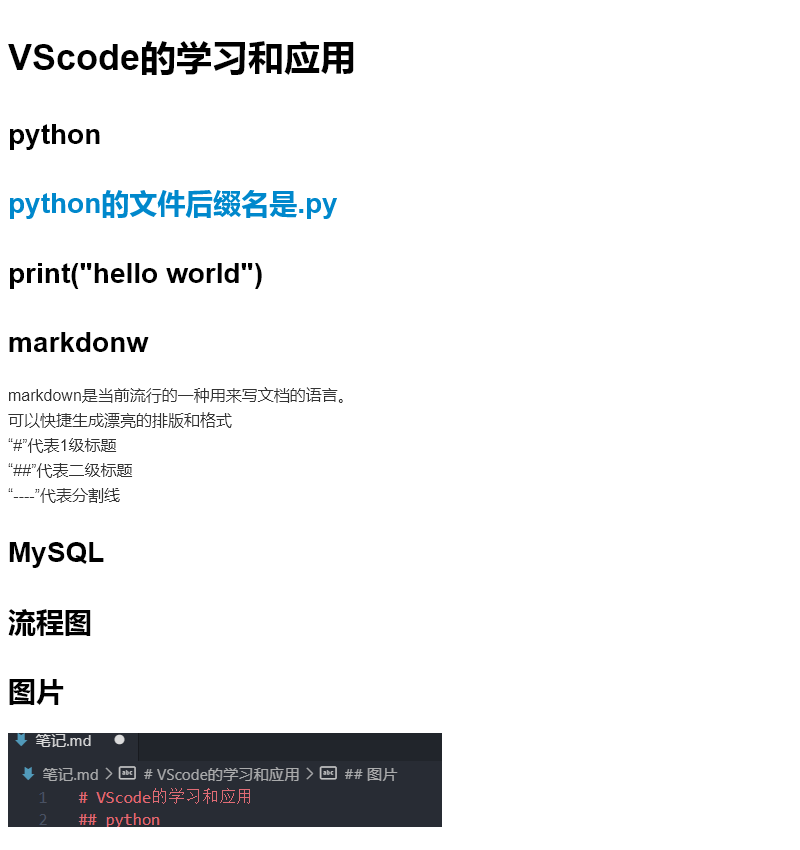 VScode的学习和应用
python
python的文件后缀名是.py
print("hello world")
markdonw
markdown是当前流行的一种用来写文档的语言。
可以快捷生成漂亮的排版和格式
“#”代表1级标题
“##”代表二级标题
“----”代表分割线
MySQL
流程图
图片
笔记.md
笔记.md > # VScode的学习和应用 > ## 图片
1 # VScode的学习和应用
2 ## python